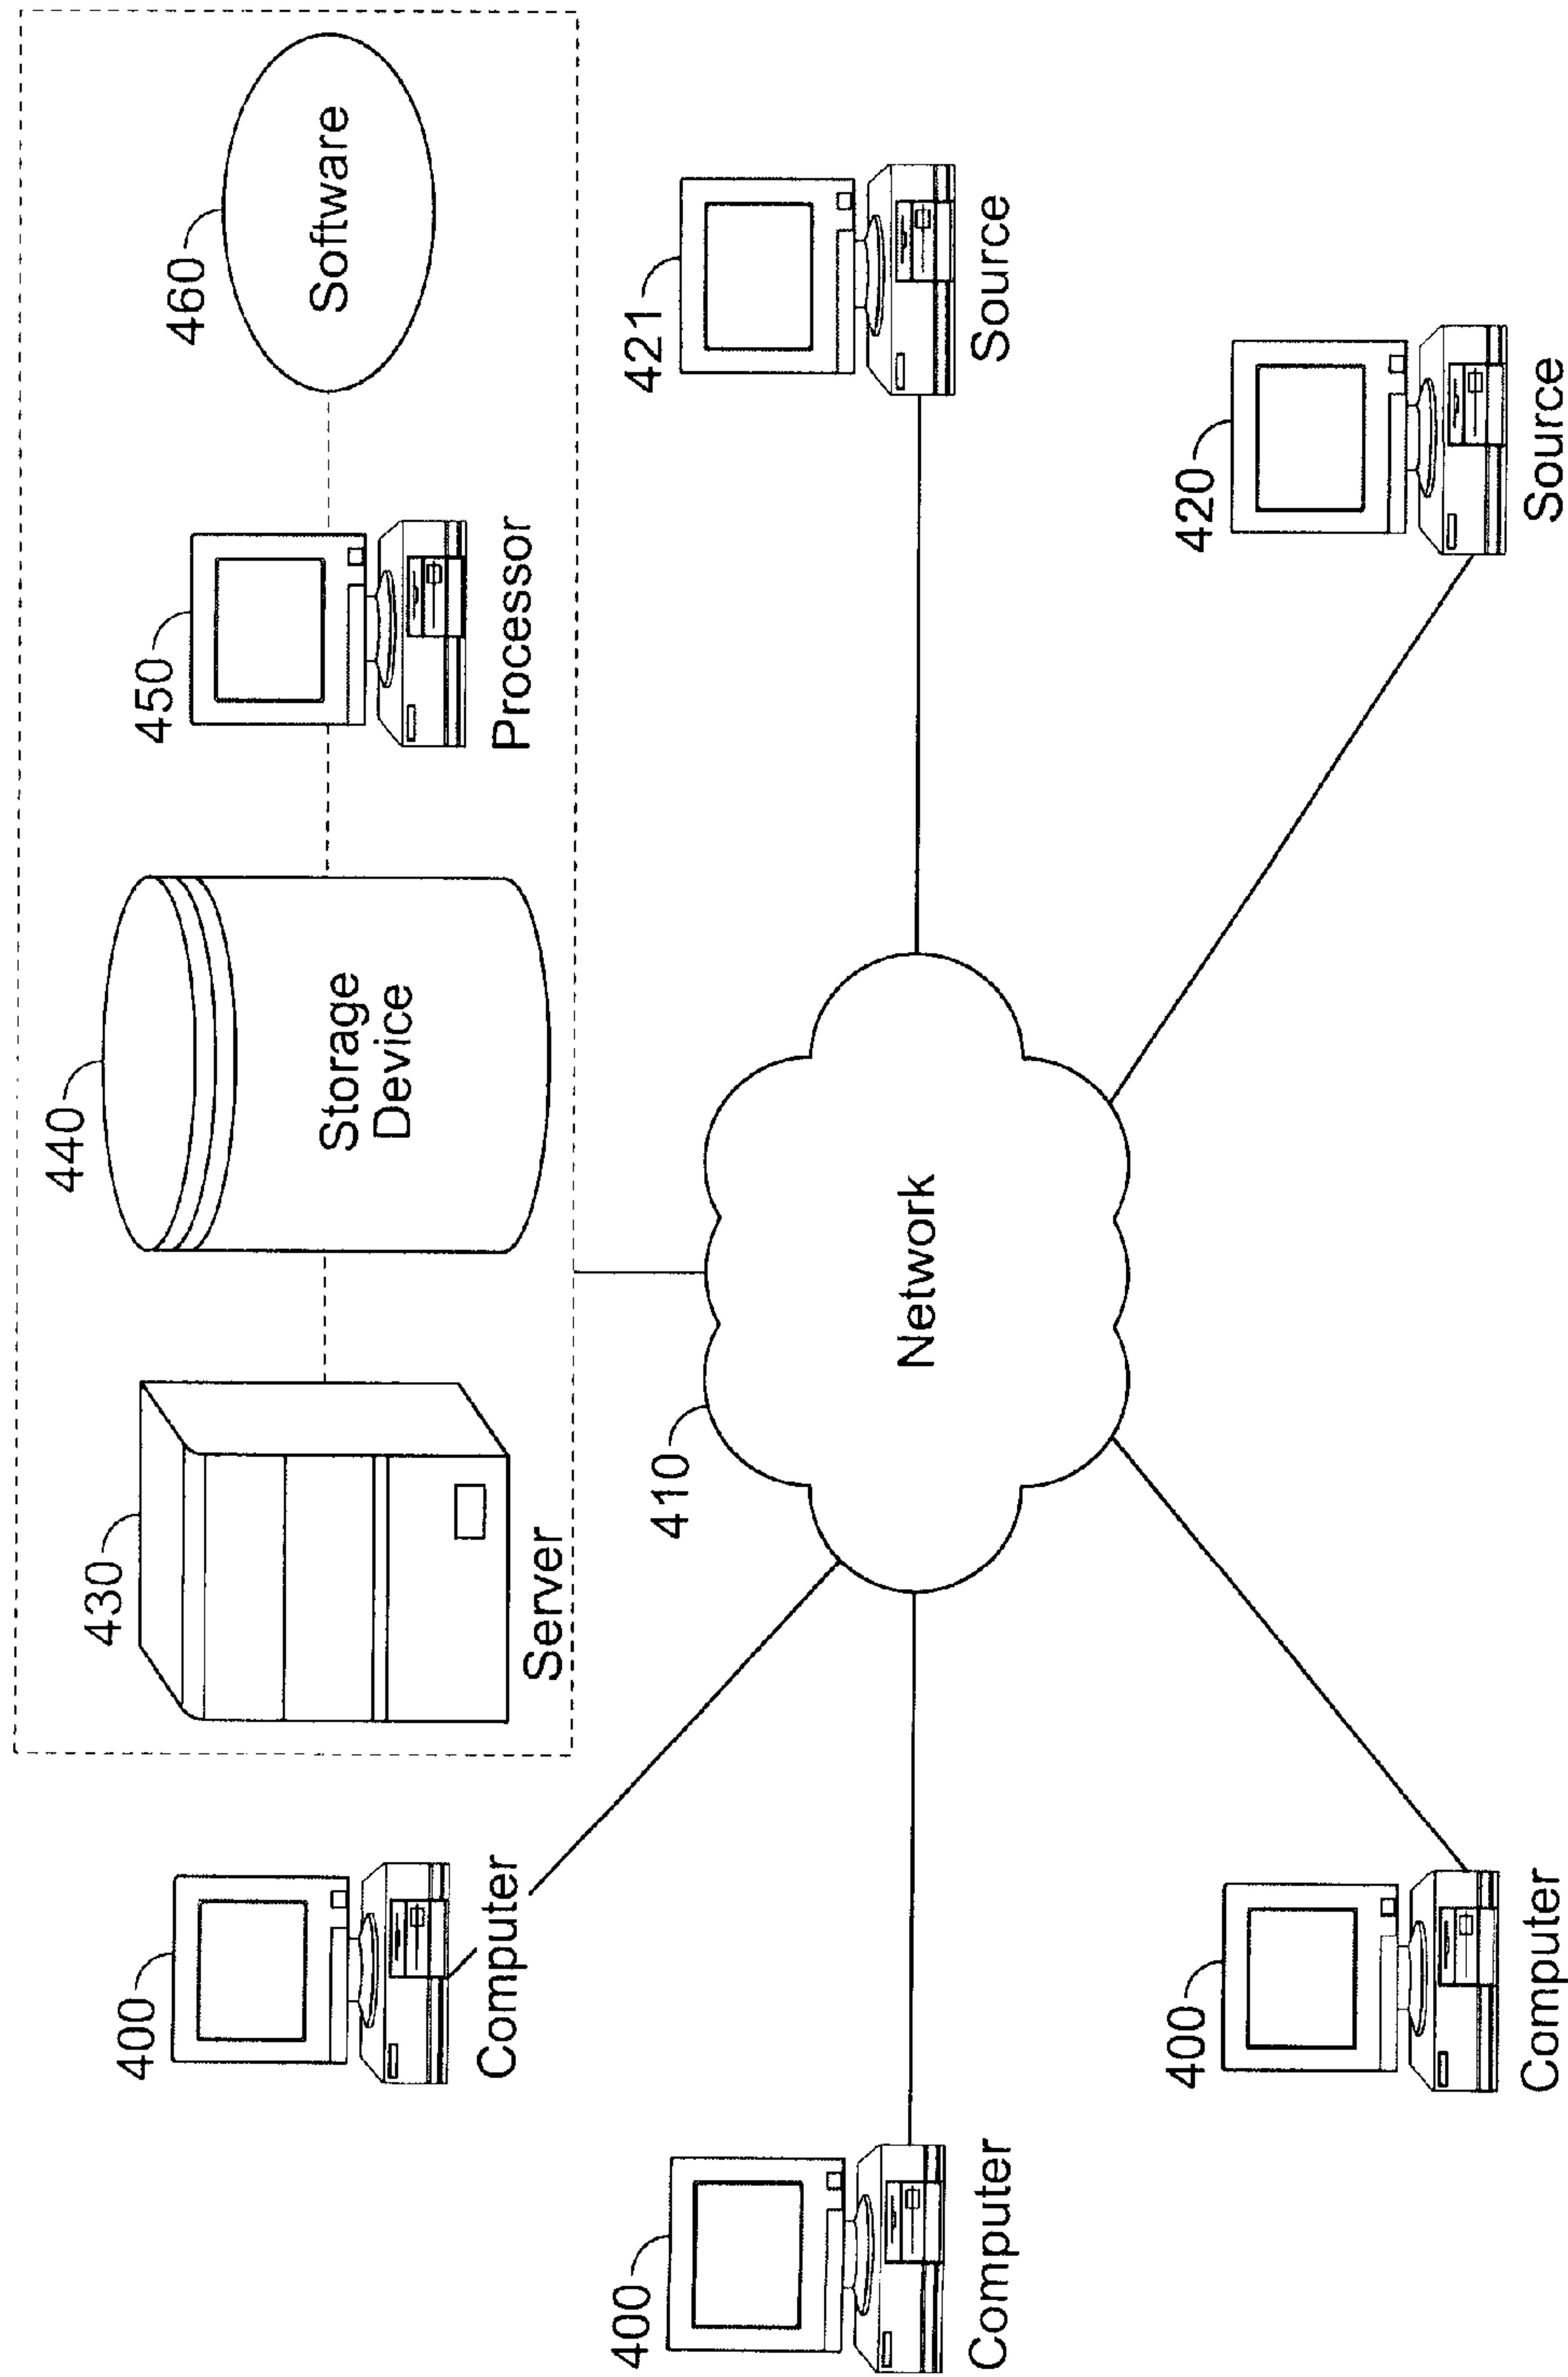 430
Server
440
Storage
Device
450
Processor
460
Software
400
Computer
410
Network
421
Source
400
Computer
400
Computer
420
Source